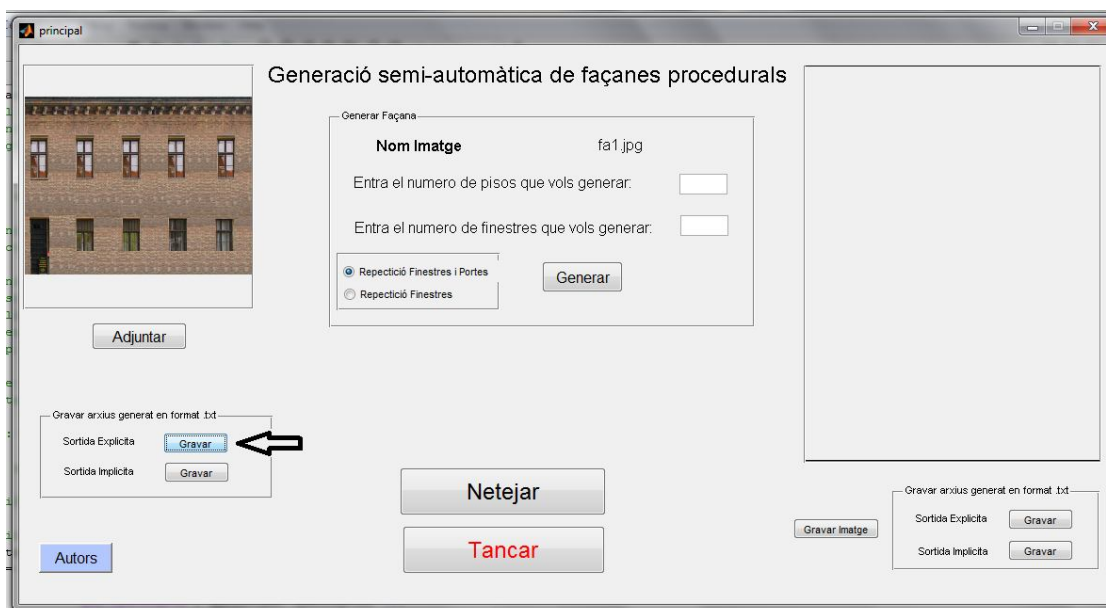 principal
Generació semi-automàtica de façanes procedurals
Generar Façana
Nom Imatge fa1.jpg
Entra el numero de pisos que vols generar:
Entra el numero de finestres que vols generar:
Repectició Finestres i Portes
Repectició Finestres
Generar
Adjuntar
Gravar arxius generat en format .txt
Sortida Explicita Gravar
Sortida Implicita Gravar
Netejar
Tancar
Autors
Gravar Imatge
Gravar arxius generat en format .txt
Sortida Explicita Gravar
Sortida Implicita Gravar